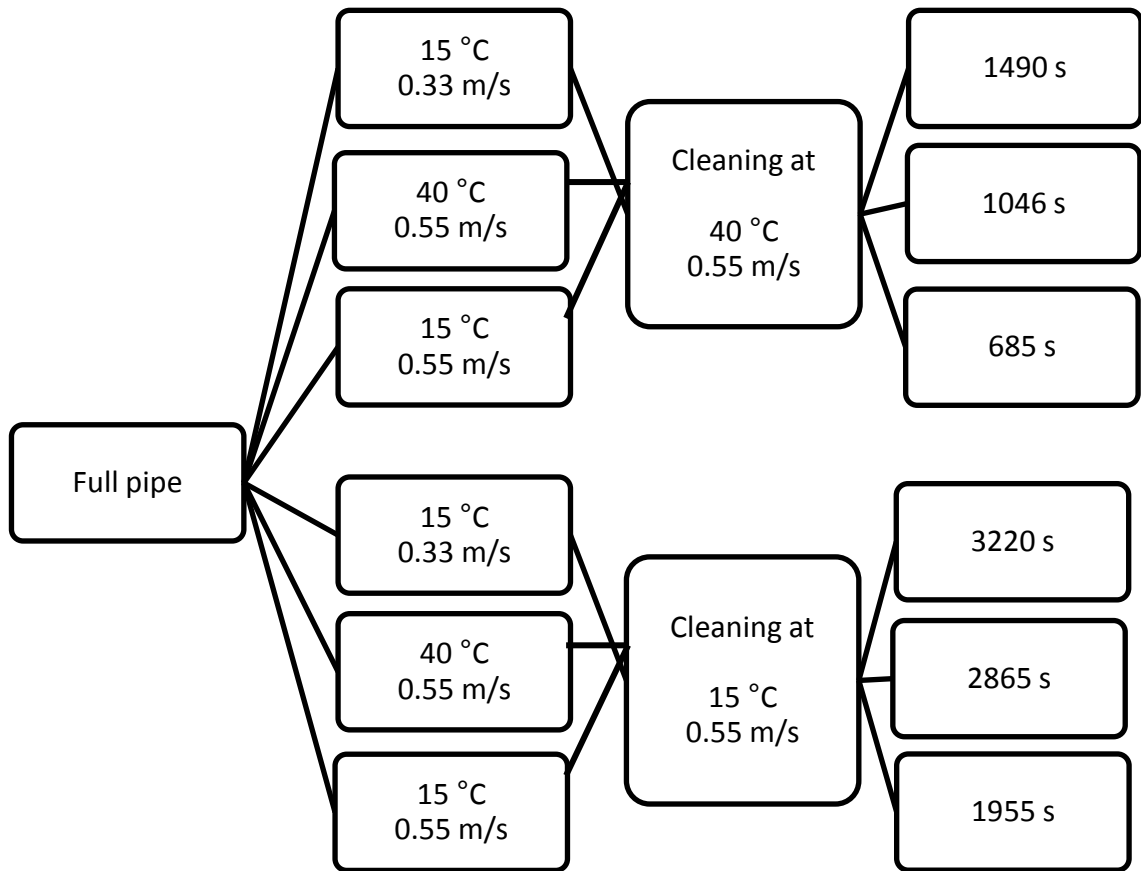 15 °C
0.33 m/s
40 °C
0.55 m/s
15 °C
0.55 m/s
Cleaning at
40 °C
0.55 m/s
1490 s
1046 s
685 s
Full pipe
15 °C
0.33 m/s
40 °C
0.55 m/s
15 °C
0.55 m/s
Cleaning at
15 °C
0.55 m/s
3220 s
2865 s
1955 s